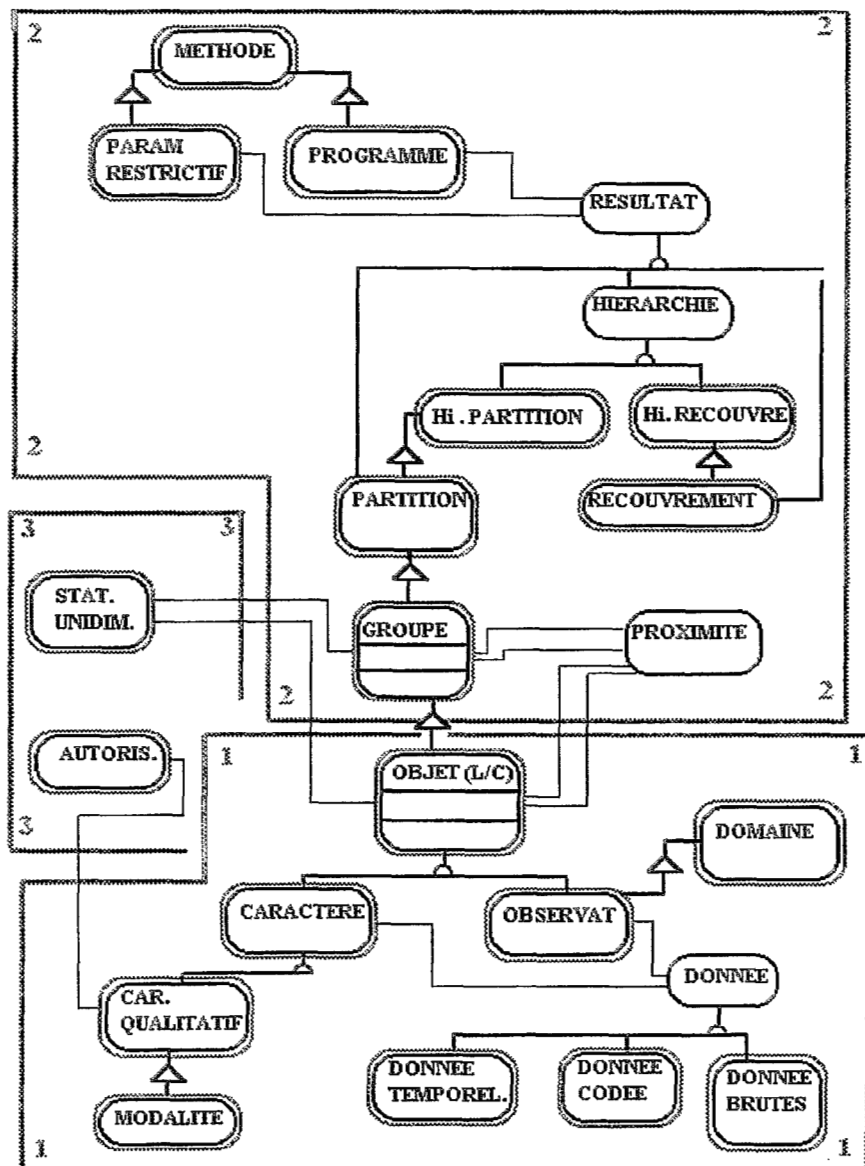 2
2
METHODE
PARAM
RESTRICTIF
PROGRAMME
RESULTAT
HIERARCHIE
Hi . PARTITION
Hi. RECOUVRE
2
PARTITION
RECOUVREMENT
3
3
STAT.
UNIDIM.
GROUPE
PROXIMITE
2
2
AUTORIS.
1
1
OBJET (L/C)
3
DOMAINE
CARACTERE
OBSERVAT
CAR.
QUALITATIF
DONNEE
DONNEE
TEMPOREL.
DONNEE
CODEE
DONNEE
BRUTES
MODALITE
1
1